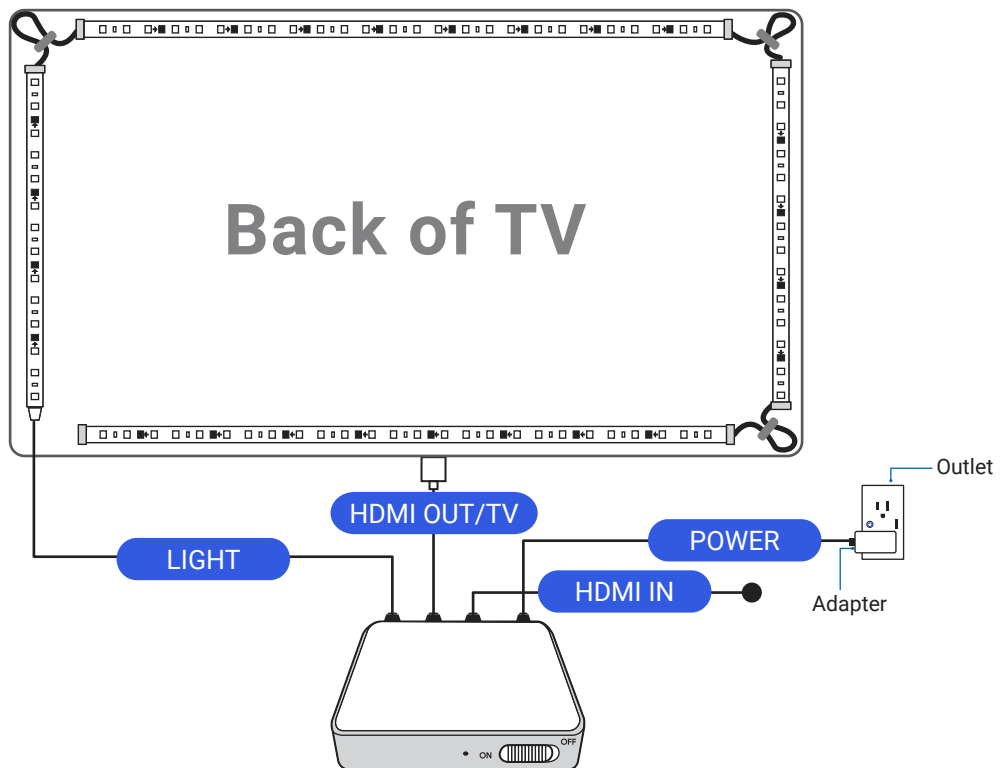 Back of TV
Outlet
HDMI OUT/TV
POWER
LIGHT
HDMI IN
Adapter
ON
OFF